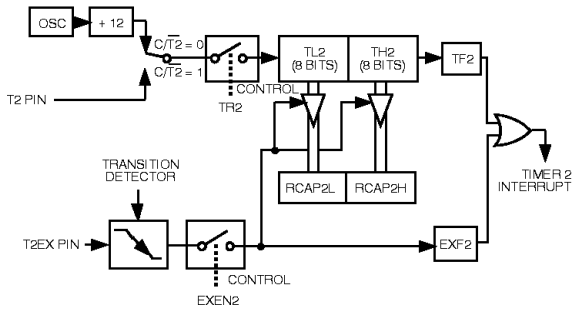 OSC
÷ 12
C/T2 = 0
C/T2 = 1
T2 PIN
TR2
CONTROL
TL2
(8 BITS)
TH2
(8 BITS)
TF2
RCAP2L
RCAP2H
TIMER 2
INTERRUPT
TRANSITION
DETECTOR
T2EX PIN
CONTROL
EXEN2
EXF2